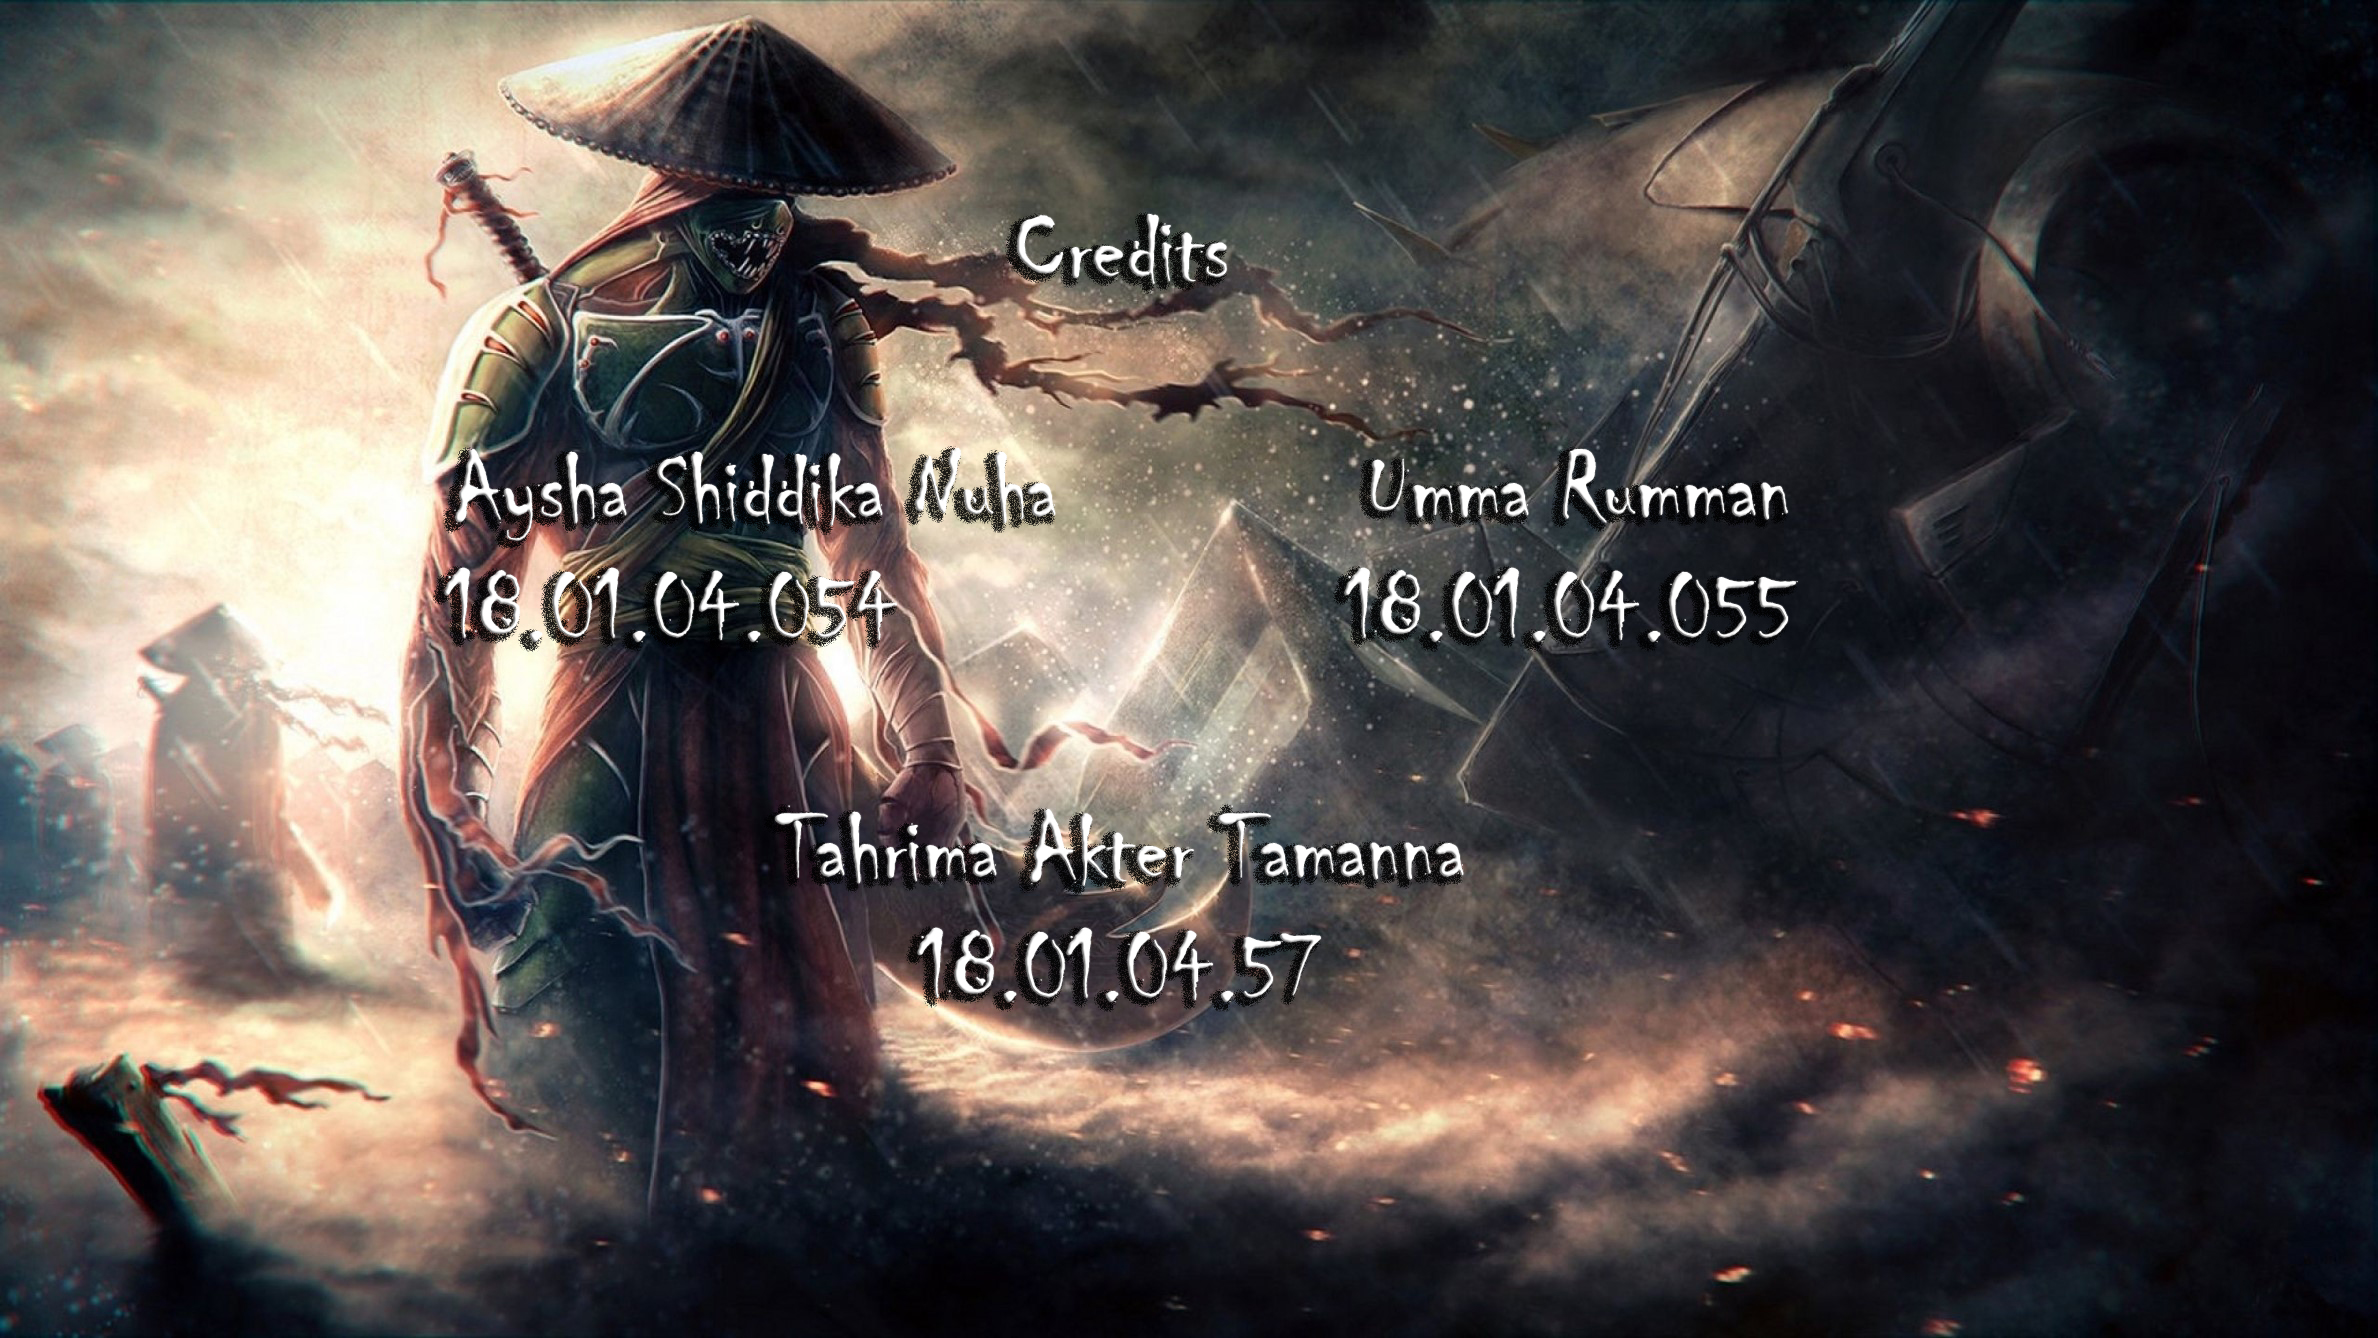 Credits
Aysha Shiddika Nuha
18.01.04.054
Umma Rumman
18.01.04.055
Tahrima Akter Tamanna
18.01.04.57